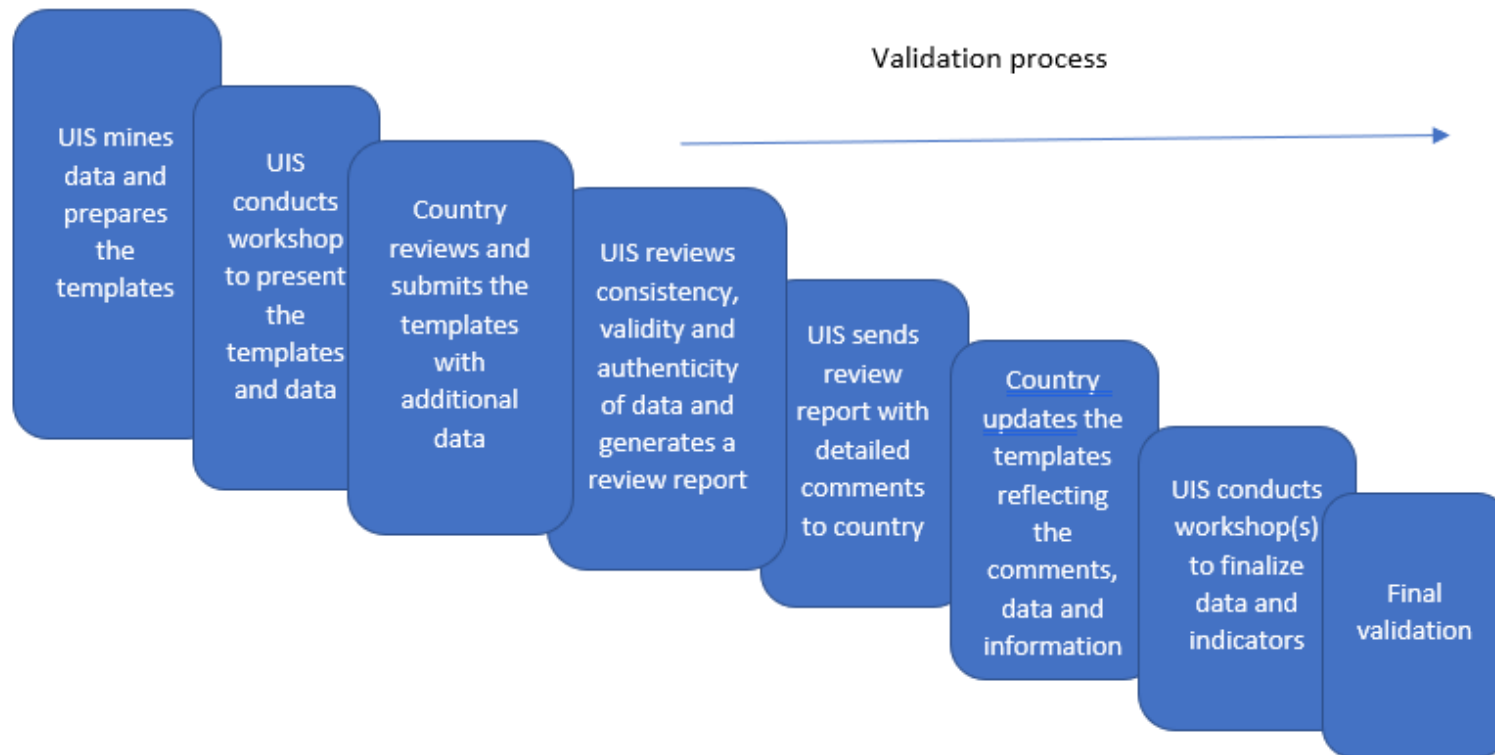 Validation process
UIS mines
data and
prepares
the
templates
UIS
conducts
workshop
to present
the
templates
and data
Country
reviews and
submits the
templates
with
additional
data
UIS reviews
consistency,
validity and
authenticity
of data and
generates a
review report
UIS sends
review
report with
detailed
comments
to country
Country
updates the
templates
reflecting
the
comments,
data and
information
UIS conducts
workshop(s)
to finalize
data and
indicators
Final
validation